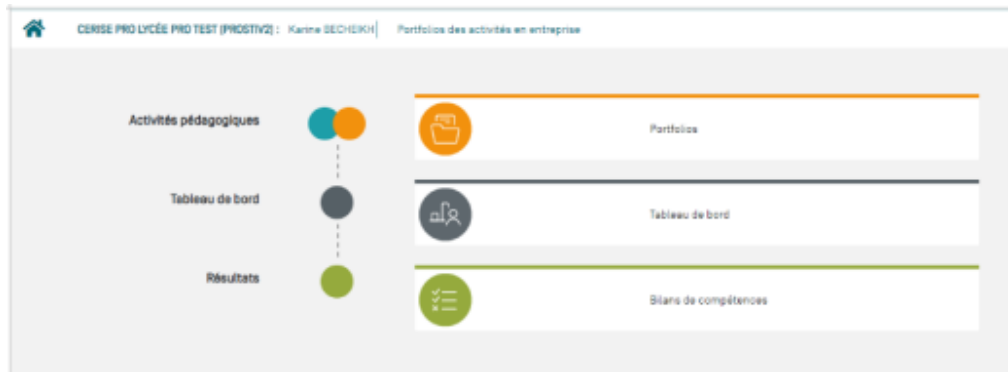 CERISE PRO LYCÉE PRO TEST (PROSTIV2) : Karine BECHEIKH Portfolios des activités en entreprise
Activités pédagogiques
Portfolios
Tableau de bord
Tableau de bord
Résultats
Bilans de compétences